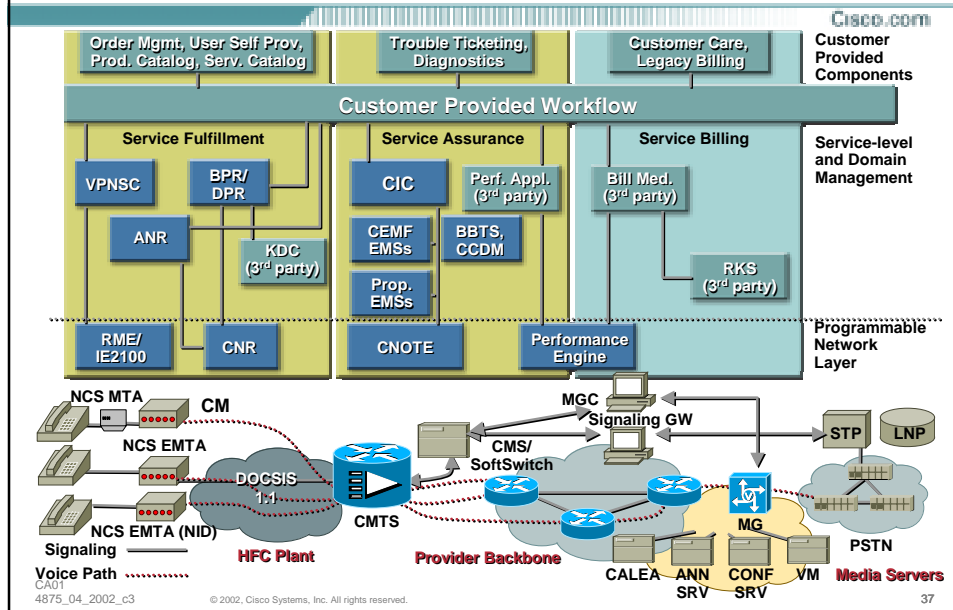 Cisco.com
Order Mgmt, User Self Prov,
Prod. Catalog, Serv. Catalog
Trouble Ticketing,
Diagnostics
Customer Care,
Legacy Billing
Customer
Provided
Components
Customer Provided Workflow
Service Fulfillment
Service Assurance
Service Billing
Service-level
and Domain
Management
VPNSC
BPR/
DPR
CIC
Perf. Appl.
(3rd party)
Bill Med.
(3rd party)
ANR
KDC
(3rd party)
CEMF
EMSs
BBTS,
CCDM
RKS
(3rd party)
Prop.
EMSs
RME/
IE2100
CNR
CNOTE
Performance
Engine
Programmable
Network
Layer
NCS MTA
CM
MGC
Signaling GW
NCS EMTA
CMS/
SoftSwitch
STP
LNP
DOCSIS
1.1
CMTS
NCS EMTA (NID)
HFC Plant
Provider Backbone
MG
PSTN
Signaling
Voice Path
CALEA
ANN
SRV
CONF
SRV
VM
Media Servers
CA01
4875_04_2002_c3
© 2002, Cisco Systems, Inc. All rights reserved.
37